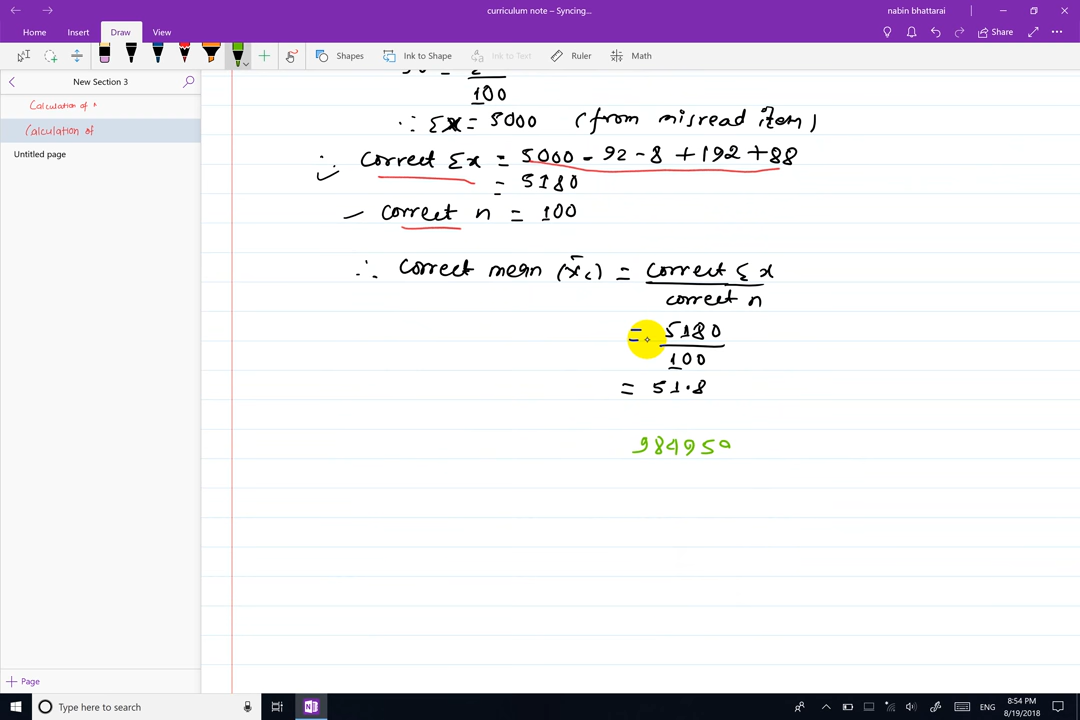 curriculum note – Syncing...
nabin bhattarai
Home Insert Draw View
Share
Shapes Ink to Shape Ink to Text Ruler Math
New Section 3
Calculation of
Calculation of
Untitled page
100
∴ Σx = 5000 (from misread item)
∴ correct Σx = 5000 - 92 - 8 + 192 + 88
= 5180
correct n = 100
∴ correct mean (x̄c) = correct Σx
correct n
= 5180
100
= 51.8
984950
Page
Type here to search
ENG
8:54 PM
8/19/2018